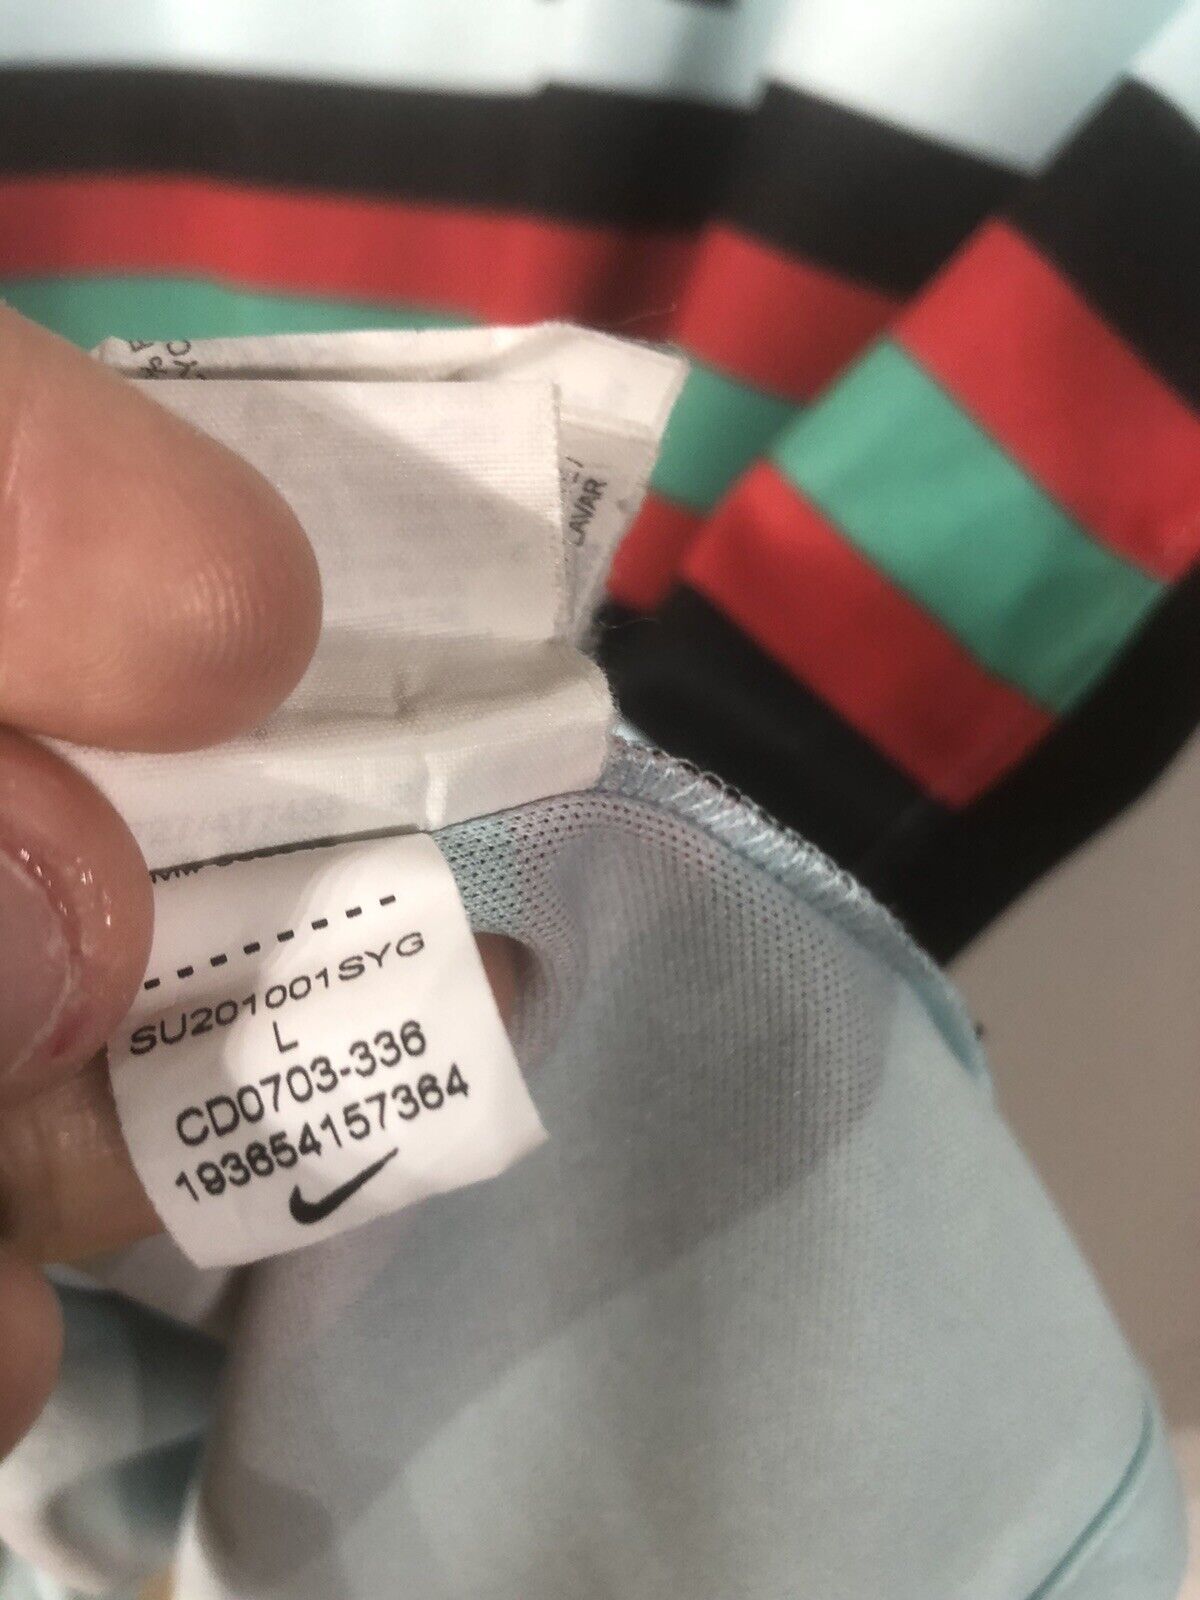 LAVAR
SU201001SYG
L
CD0703-336
193654157364